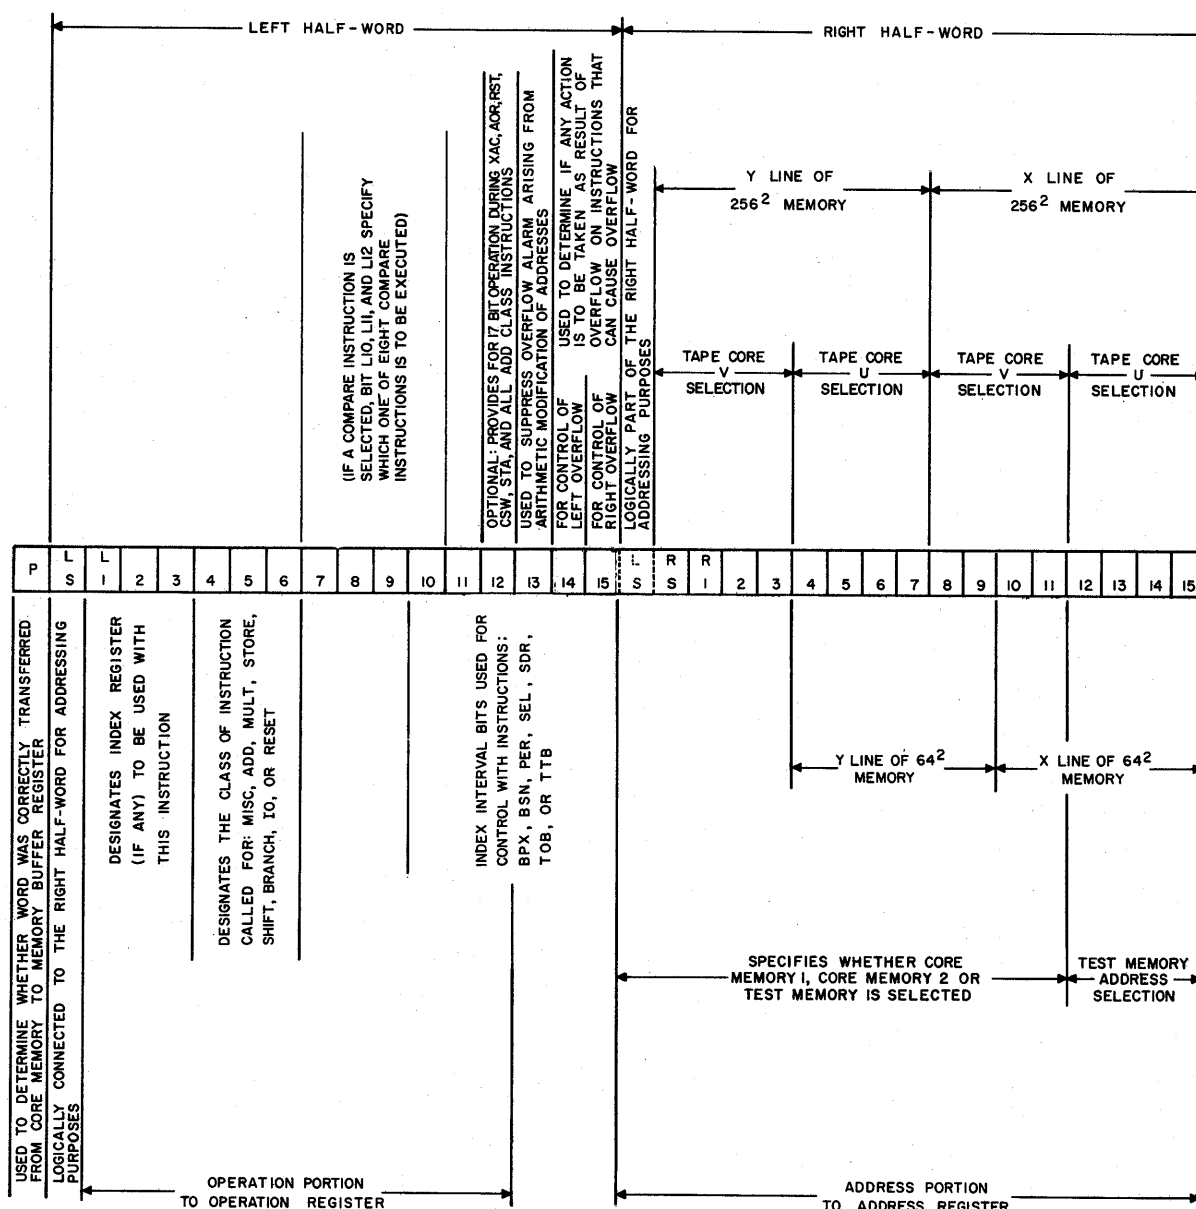 LEFT HALF-WORD
RIGHT HALF-WORD
(IF A COMPARE INSTRUCTION IS
SELECTED, BIT L10, L11, AND L12 SPECIFY
WHICH ONE OF EIGHT COMPARE
INSTRUCTIONS IS TO BE EXECUTED)
OPTIONAL: PROVIDES FOR 17 BIT OPERATION DURING XAC, AOR, RST,
CSW, STA, AND ALL ADD CLASS INSTRUCTIONS
USED TO SUPPRESS OVERFLOW ALARM ARISING FROM
ARITHMETIC MODIFICATION OF ADDRESSES
USED TO DETERMINE IF ANY ACTION
IS TO BE TAKEN AS RESULT OF
OVERFLOW ON INSTRUCTIONS THAT
CAN CAUSE OVERFLOW
FOR CONTROL OF
LEFT OVERFLOW
FOR CONTROL OF
RIGHT OVERFLOW
LOGICALLY PART OF THE RIGHT HALF-WORD FOR
ADDRESSING PURPOSES
Y LINE OF
256² MEMORY
X LINE OF
256² MEMORY
TAPE CORE
V
SELECTION
TAPE CORE
U
SELECTION
TAPE CORE
V
SELECTION
TAPE CORE
U
SELECTION
P LS L1 2 3 4 5 6 7 8 9 10 11 12 13 14 15 LS RS R1 2 3 4 5 6 7 8 9 10 11 12 13 14 15
USED TO DETERMINE WHETHER WORD WAS CORRECTLY TRANSFERRED
FROM CORE MEMORY TO MEMORY BUFFER REGISTER
LOGICALLY CONNECTED TO THE RIGHT HALF-WORD FOR ADDRESSING
PURPOSES
DESIGNATES INDEX REGISTER
(IF ANY) TO BE USED WITH
THIS INSTRUCTION
DESIGNATES THE CLASS OF INSTRUCTION
CALLED FOR: MISC, ADD, MULT, STORE,
SHIFT, BRANCH, IO, OR RESET
INDEX INTERVAL BITS USED FOR
CONTROL WITH INSTRUCTIONS:
BPX, BSN, PER, SEL, SDR,
TOB, OR TTB
Y LINE OF 64²
MEMORY
X LINE OF 64²
MEMORY
SPECIFIES WHETHER CORE
MEMORY 1, CORE MEMORY 2 OR
TEST MEMORY IS SELECTED
TEST MEMORY
ADDRESS
SELECTION
OPERATION PORTION
TO OPERATION REGISTER
ADDRESS PORTION
TO ADDRESS REGISTER